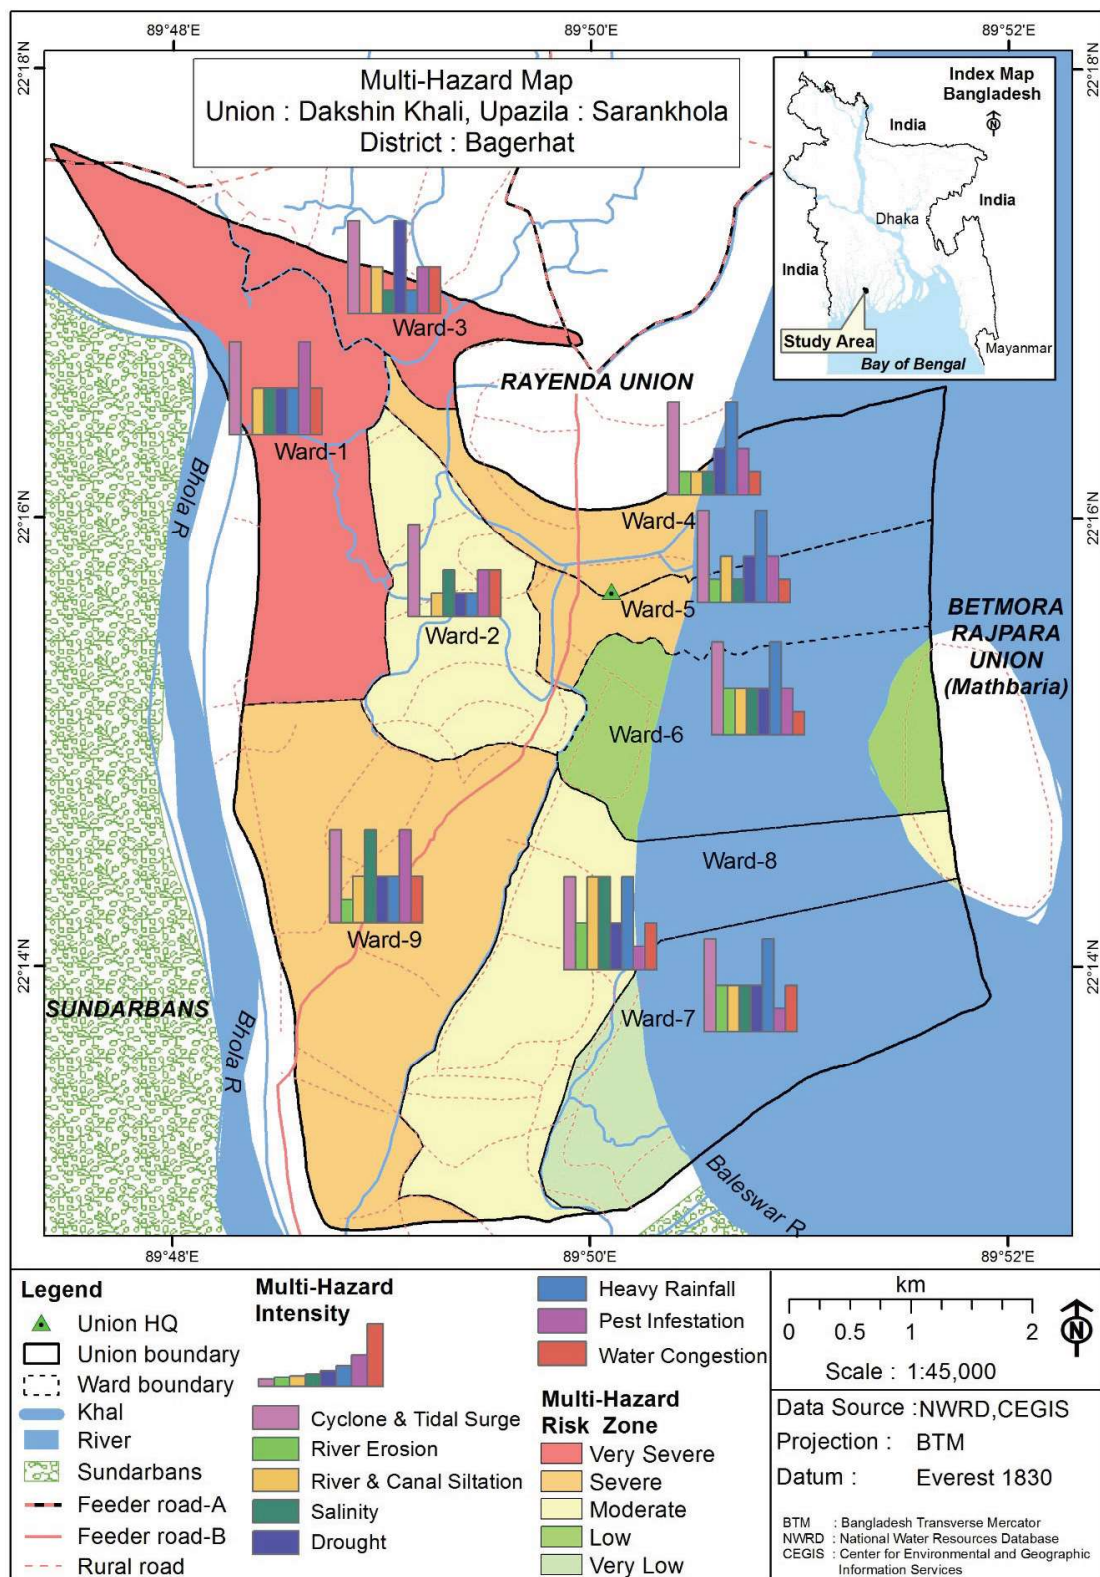 89°48'E
89°50'E
89°52'E
22°18'N
22°18'N
Multi-Hazard Map
Union : Dakshin Khali, Upazila : Sarankhola
District : Bagerhat
Index Map
Bangladesh
N
India
India
Dhaka
India
Study Area
Mayanmar
Bay of Bengal
Ward-3
RAYENDA UNION
Ward-1
Bhola R
22°16'N
22°16'N
Ward-4
Ward-5
Ward-2
BETMORA
RAJPARA
UNION
(Mathbaria)
Ward-6
Ward-8
Ward-9
22°14'N
22°14'N
SUNDARBANS
Ward-7
Bhola R
Baleswar R
89°48'E
89°50'E
89°52'E
Legend
Union HQ
Union boundary
Ward boundary
Khal
River
Sundarbans
Feeder road-A
Feeder road-B
Rural road
Multi-Hazard
Intensity
Cyclone & Tidal Surge
River Erosion
River & Canal Siltation
Salinity
Drought
Heavy Rainfall
Pest Infestation
Water Congestion
Multi-Hazard
Risk Zone
Very Severe
Severe
Moderate
Low
Very Low
km
0 0.5 1 2
N
Scale : 1:45,000
Data Source :NWRD,CEGIS
Projection : BTM
Datum : Everest 1830
BTM : Bangladesh Transverse Mercator
NWRD : National Water Resources Database
CEGIS : Center for Environmental and Geographic
Information Services